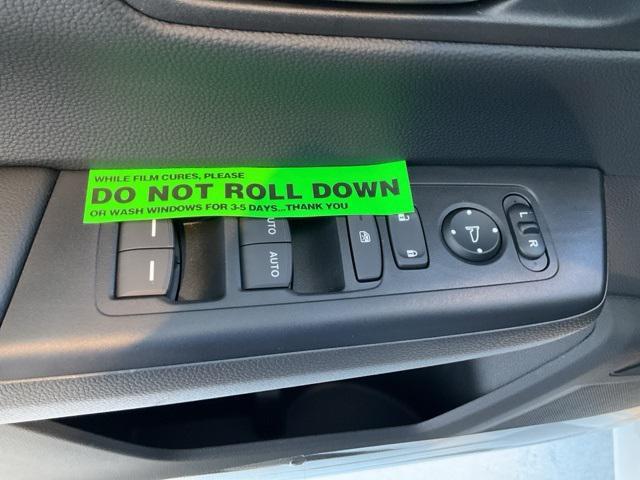 WHILE FILM CURES, PLEASE
DO NOT ROLL DOWN
OR WASH WINDOWS FOR 3-5 DAYS...THANK YOU
AUTO
AUTO
L
R